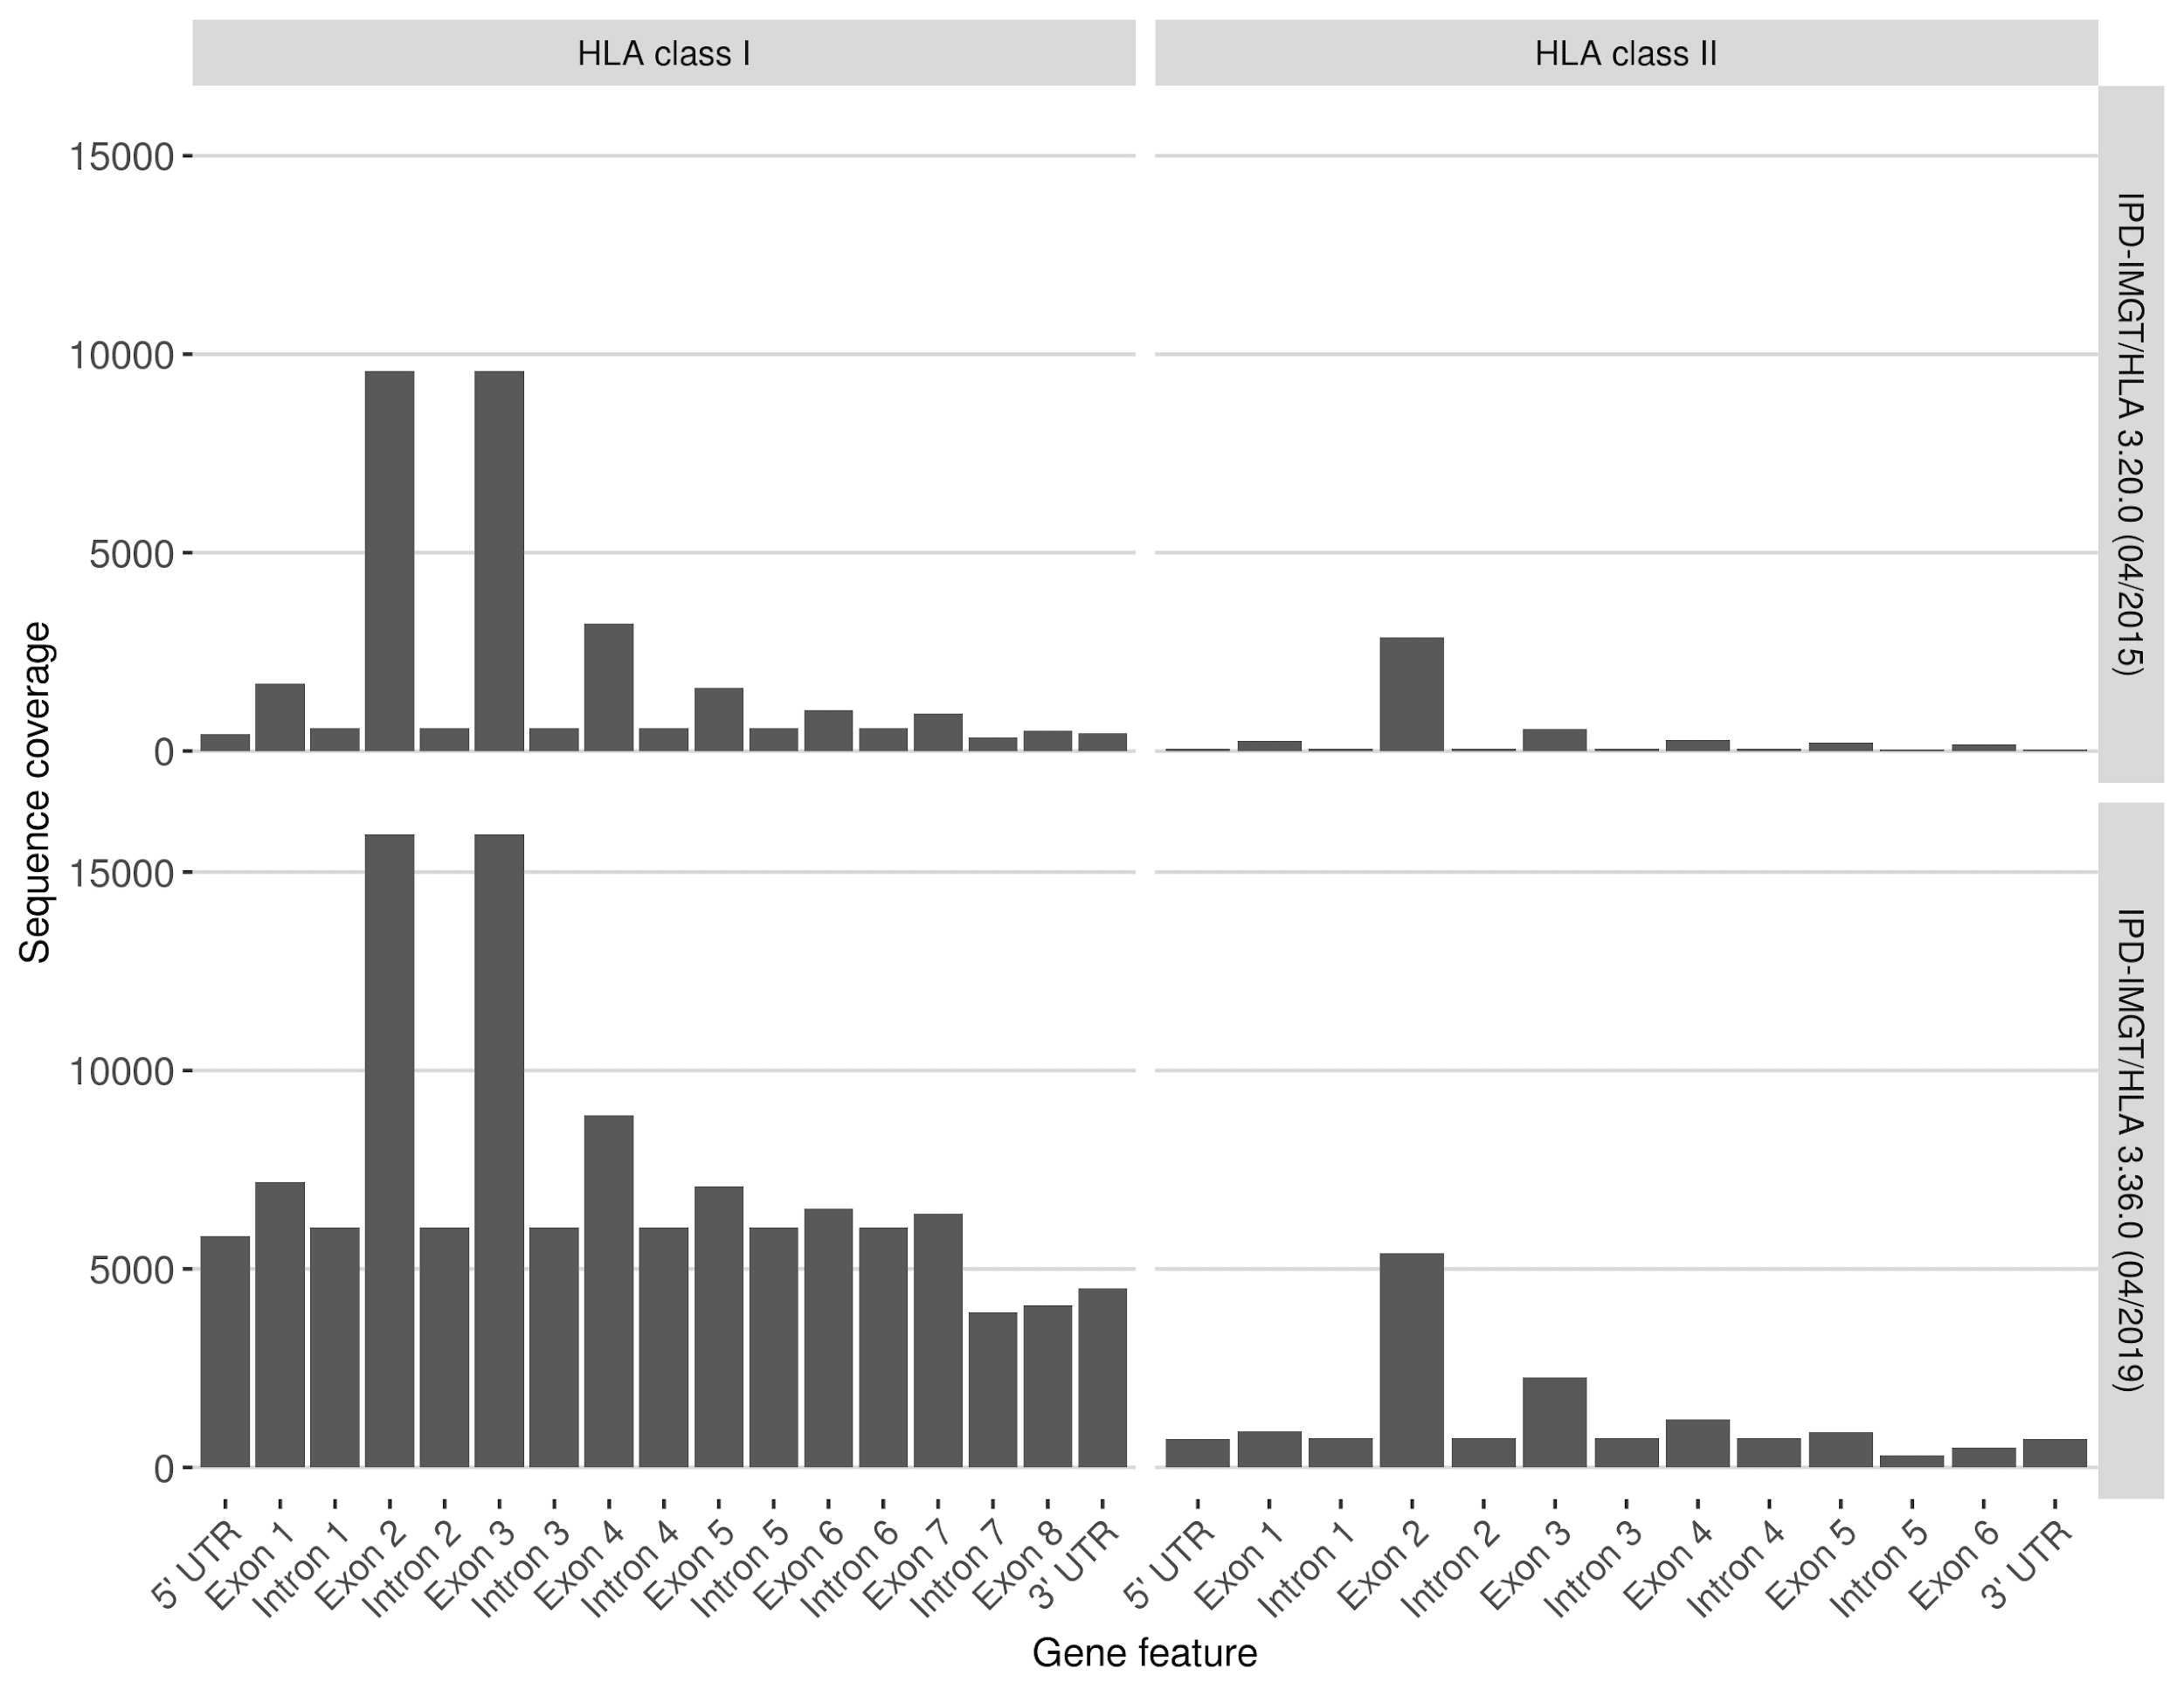 HLA class I
HLA class II
15000
10000
5000
0
IPD-IMGT/HLA 3.20.0 (04/2015)
Sequence coverage
15000
10000
5000
0
IPD-IMGT/HLA 3.36.0 (04/2019)
5' UTR
Exon 1
Intron 1
Exon 2
Intron 2
Exon 3
Intron 3
Exon 4
Intron 4
Exon 5
Intron 5
Exon 6
Intron 6
Exon 7
Intron 7
Exon 8
3' UTR
5' UTR
Exon 1
Intron 1
Exon 2
Intron 2
Exon 3
Intron 3
Exon 4
Intron 4
Exon 5
Intron 5
Exon 6
3' UTR
Gene feature